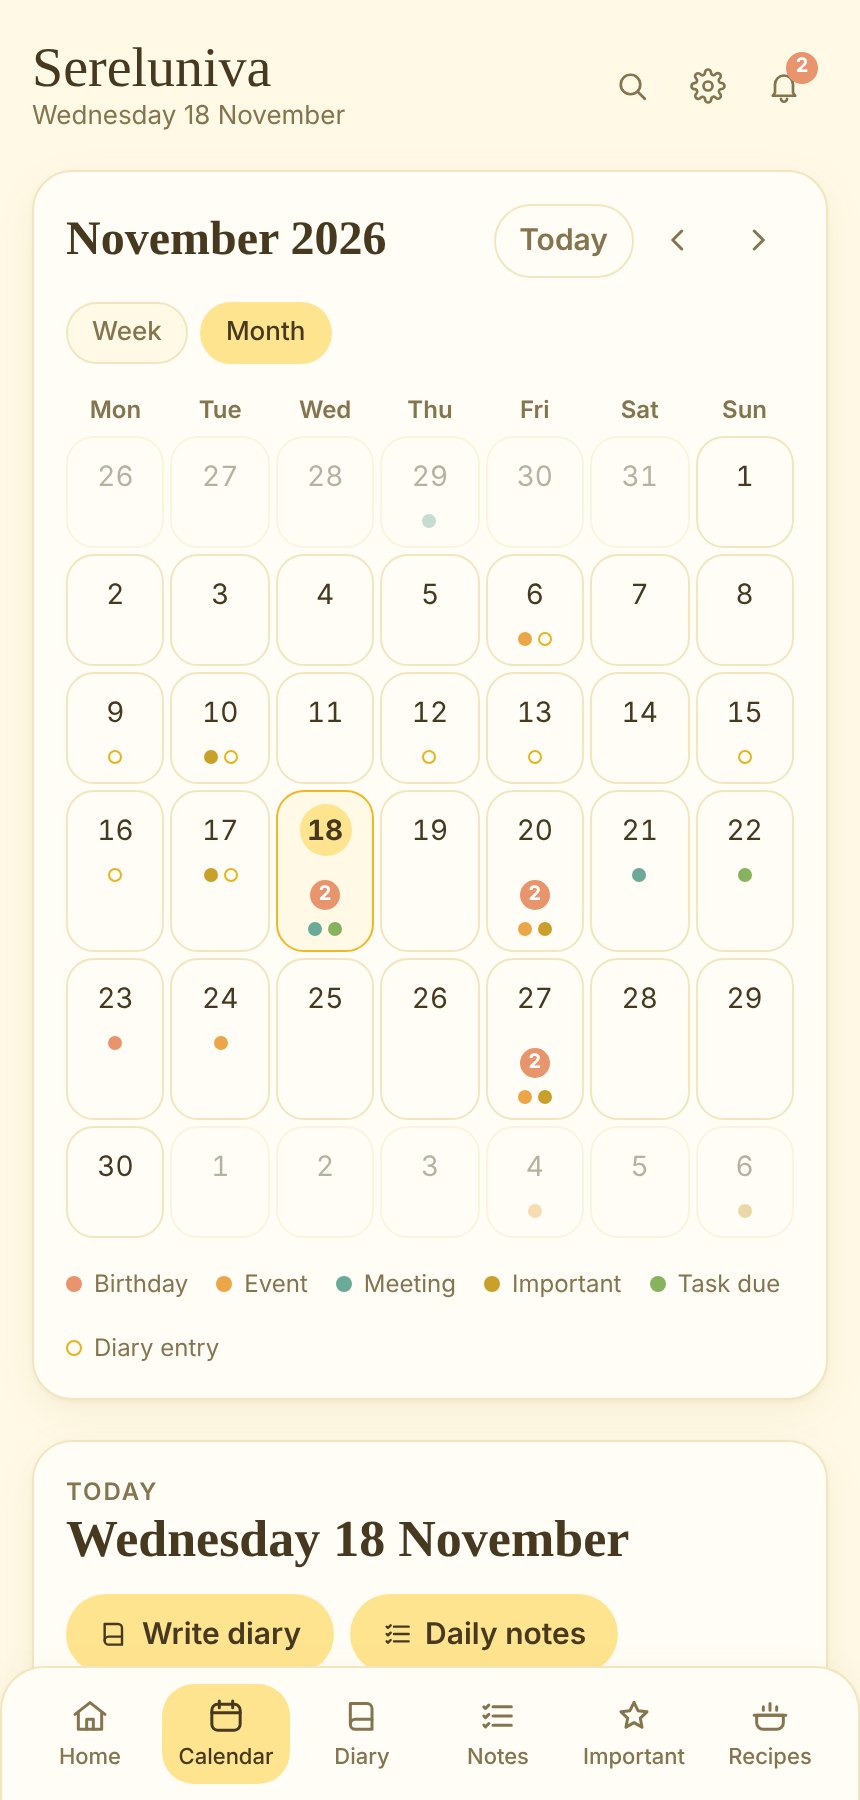 Sereluniva
2
Wednesday 18 November
November 2026
Today
Week
Month
Mon Tue Wed Thu Fri Sat Sun
26 27 28 29 30 31 1
2 3 4 5 6 7 8
9 10 11 12 13 14 15
16 17 18 19 20 21 22
2 2
23 24 25 26 27 28 29
2
30 1 2 3 4 5 6
Birthday Event Meeting Important Task due
Diary entry
TODAY
Wednesday 18 November
Write diary Daily notes
Home Calendar Diary Notes Important Recipes